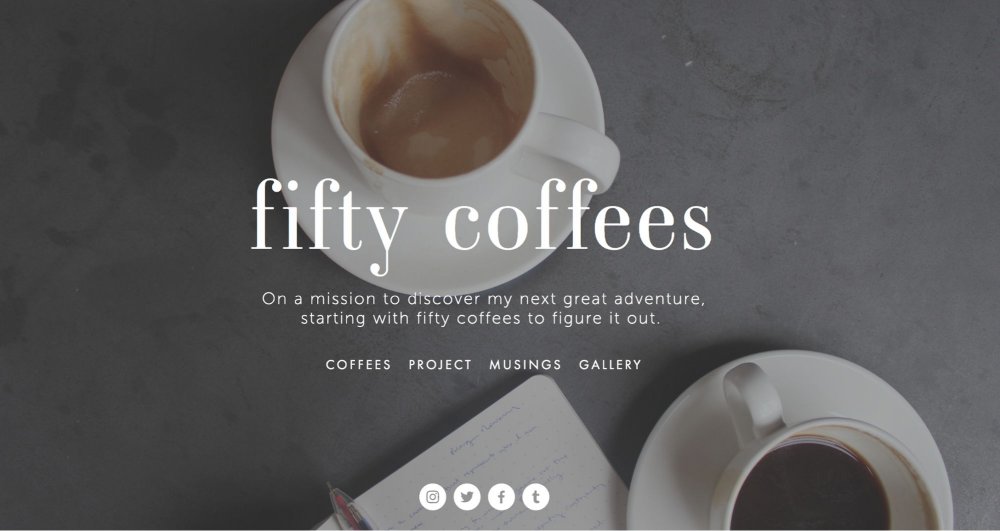 fifty coffees
On a mission to discover my next great adventure,
starting with fifty coffees to figure it out.
COFFEES PROJECT MUSINGS GALLERY